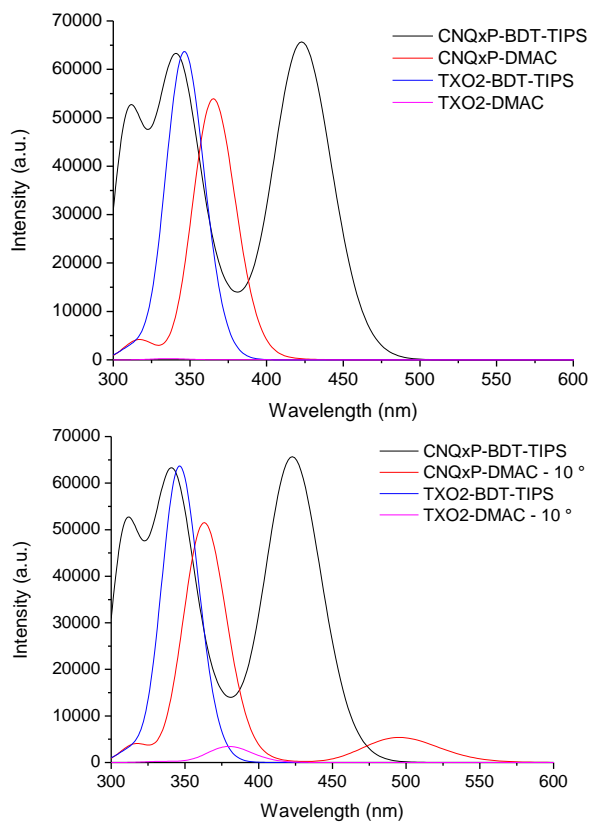 70000
60000
50000
40000
30000
20000
10000
0
Intensity (a.u.)
300 350 400 450 500 550 600
Wavelength (nm)
CNQxP-BDT-TIPS
CNQxP-DMAC
TXO2-BDT-TIPS
TXO2-DMAC
70000
60000
50000
40000
30000
20000
10000
0
Intensity (a.u.)
300 350 400 450 500 550 600
Wavelength (nm)
CNQxP-BDT-TIPS
CNQxP-DMAC - 10 °
TXO2-BDT-TIPS
TXO2-DMAC - 10 °